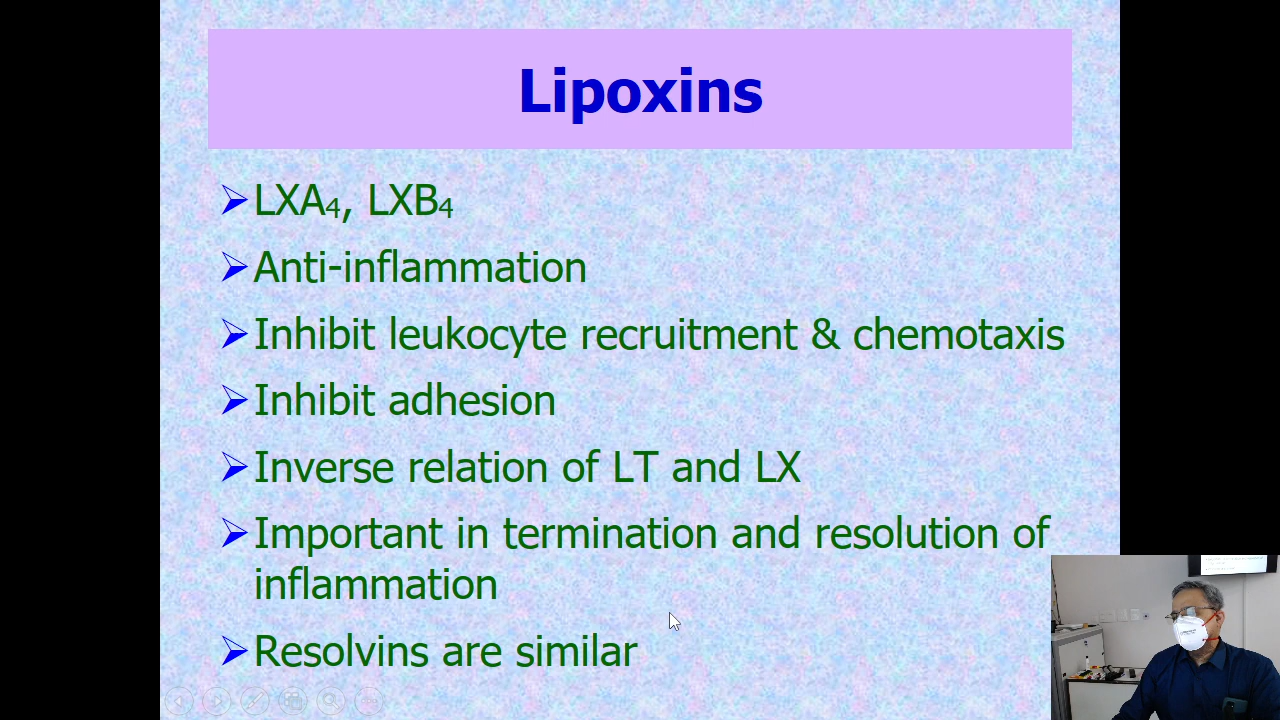 Lipoxins
➢LXA₄, LXB₄
➢Anti-inflammation
➢Inhibit leukocyte recruitment & chemotaxis
➢Inhibit adhesion
➢Inverse relation of LT and LX
➢Important in termination and resolution of
inflammation
➢Resolvins are similar